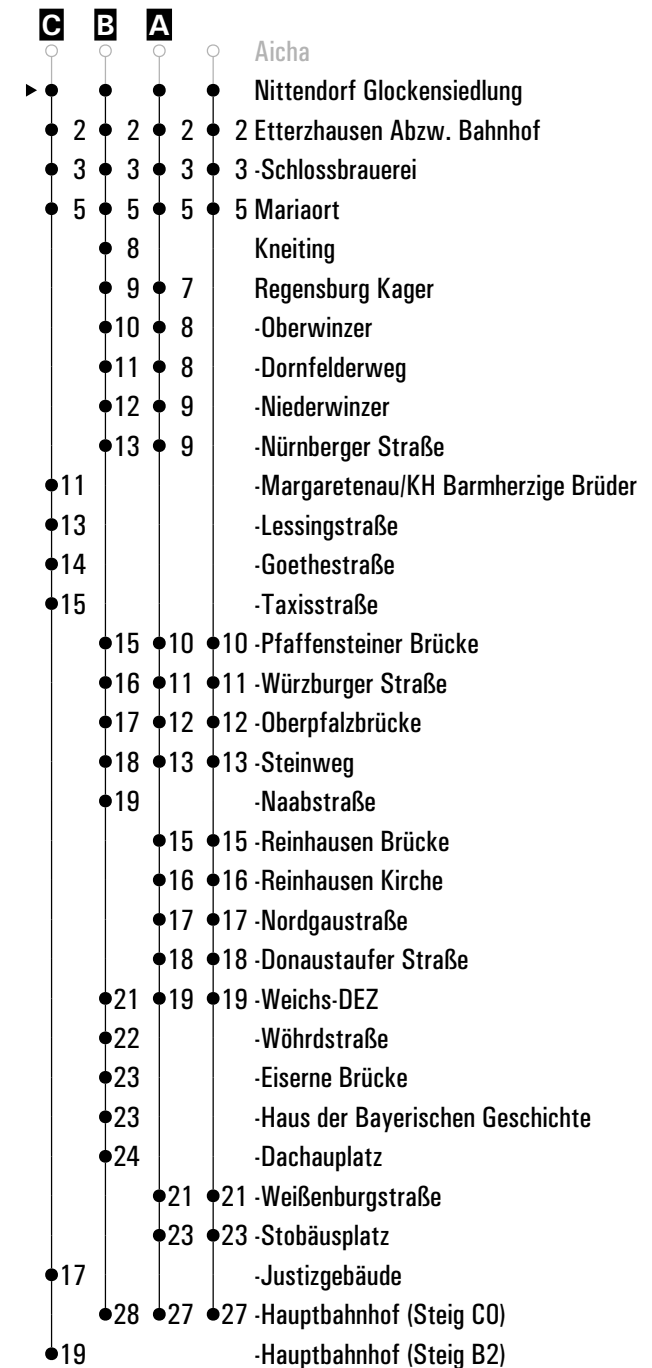 C B A
Aicha
Nittendorf Glockensiedlung
2 2 2 2 Etterzhausen Abzw. Bahnhof
3 3 3 3 -Schlossbrauerei
5 5 5 5 Mariaort
8 Kneiting
9 7 Regensburg Kager
10 8 -Oberwinzer
11 8 -Dornfelderweg
12 9 -Niederwinzer
13 9 -Nürnberger Straße
11 -Margaretenau/KH Barmherzige Brüder
13 -Lessingstraße
14 -Goethestraße
15 -Taxisstraße
15 10 10 -Pfaffensteiner Brücke
16 11 11 -Würzburger Straße
17 12 12 -Oberpfalzbrücke
18 13 13 -Steinweg
19 -Naabstraße
15 15 -Reinhausen Brücke
16 16 -Reinhausen Kirche
17 17 -Nordgaustraße
18 18 -Donaustaufer Straße
21 19 19 -Weichs-DEZ
22 -Wöhrdstraße
23 -Eiserne Brücke
23 -Haus der Bayerischen Geschichte
24 -Dachauplatz
21 21 -Weißenburgstraße
23 23 -Stobäusplatz
17 -Justizgebäude
28 27 27 -Hauptbahnhof (Steig C0)
19 -Hauptbahnhof (Steig B2)